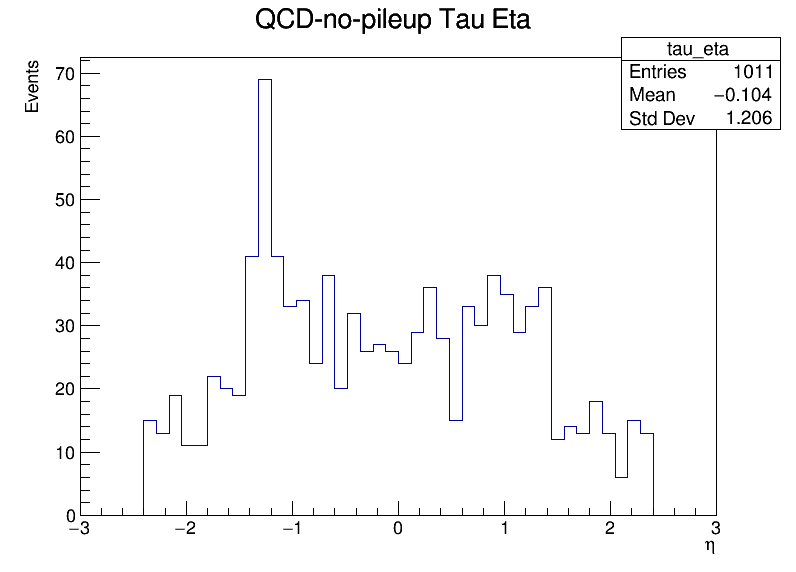 QCD-no-pileup Tau Eta
tau_eta
Entries 1011
Mean −0.104
Std Dev 1.206
Events
70
60
50
40
30
20
10
0
−3 −2 −1 0 1 2 3
η